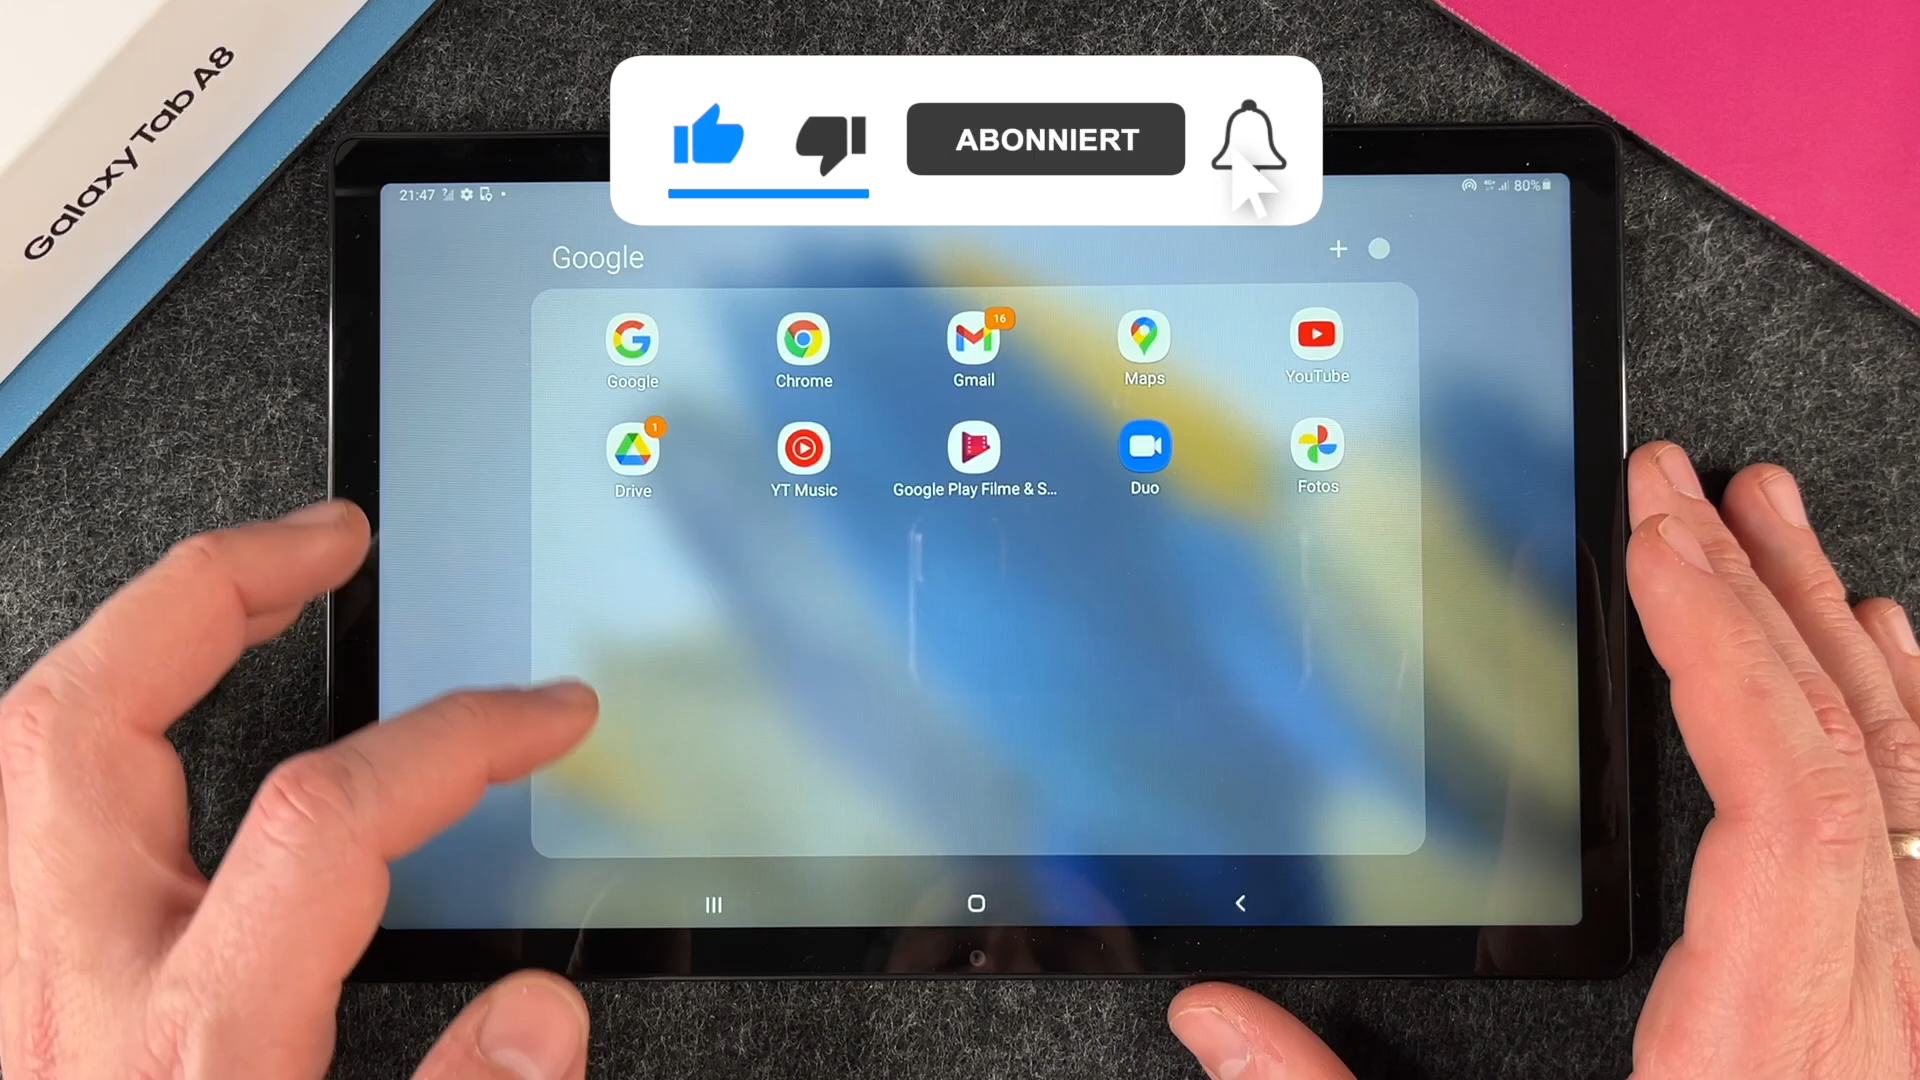 Galaxy Tab A8
ABONNIERT
21:47
80%
Google
Google
Chrome
16
Gmail
Maps
YouTube
1
Drive
YT Music
Google Play Filme & S...
Duo
Fotos